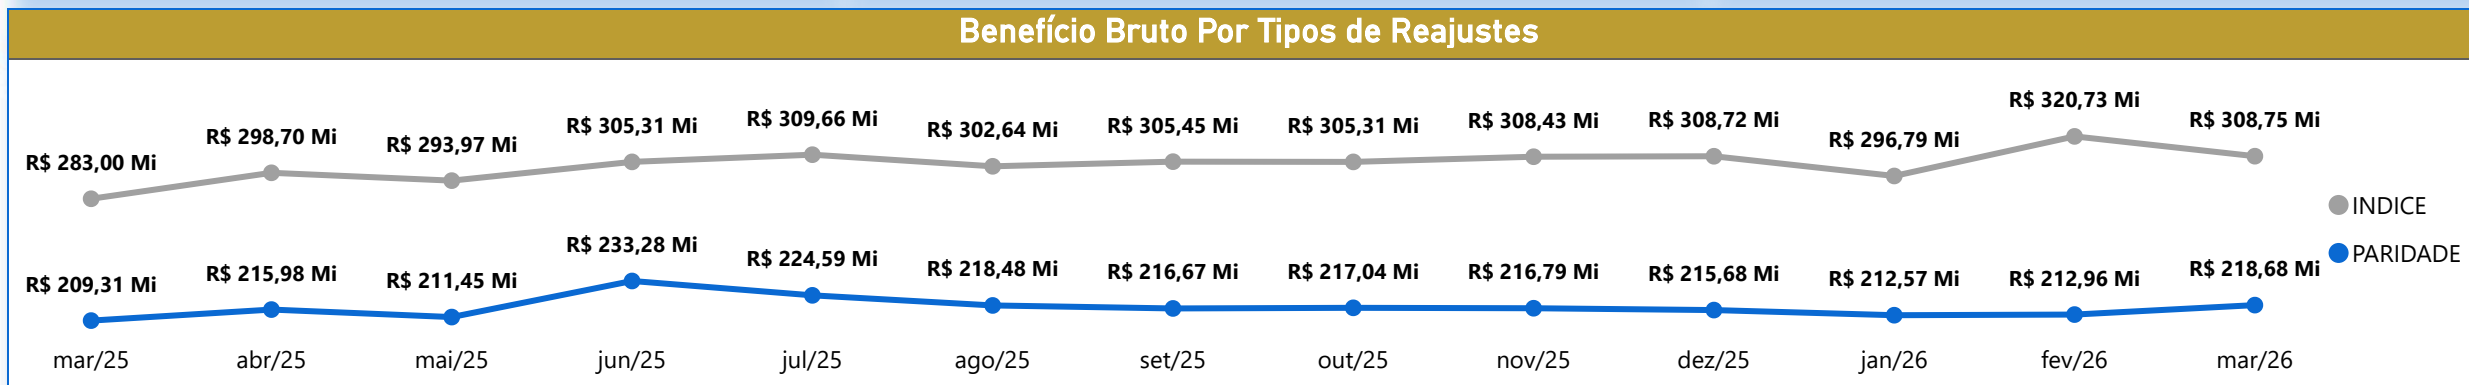 Benefício Bruto Por Tipos de Reajustes
R$ 283,00 Mi
R$ 298,70 Mi
R$ 293,97 Mi
R$ 305,31 Mi
R$ 309,66 Mi
R$ 302,64 Mi
R$ 305,45 Mi
R$ 305,31 Mi
R$ 308,43 Mi
R$ 308,72 Mi
R$ 296,79 Mi
R$ 320,73 Mi
R$ 308,75 Mi
INDICE
PARIDADE
R$ 209,31 Mi
R$ 215,98 Mi
R$ 211,45 Mi
R$ 233,28 Mi
R$ 224,59 Mi
R$ 218,48 Mi
R$ 216,67 Mi
R$ 217,04 Mi
R$ 216,79 Mi
R$ 215,68 Mi
R$ 212,57 Mi
R$ 212,96 Mi
R$ 218,68 Mi
mar/25
abr/25
mai/25
jun/25
jul/25
ago/25
set/25
out/25
nov/25
dez/25
jan/26
fev/26
mar/26